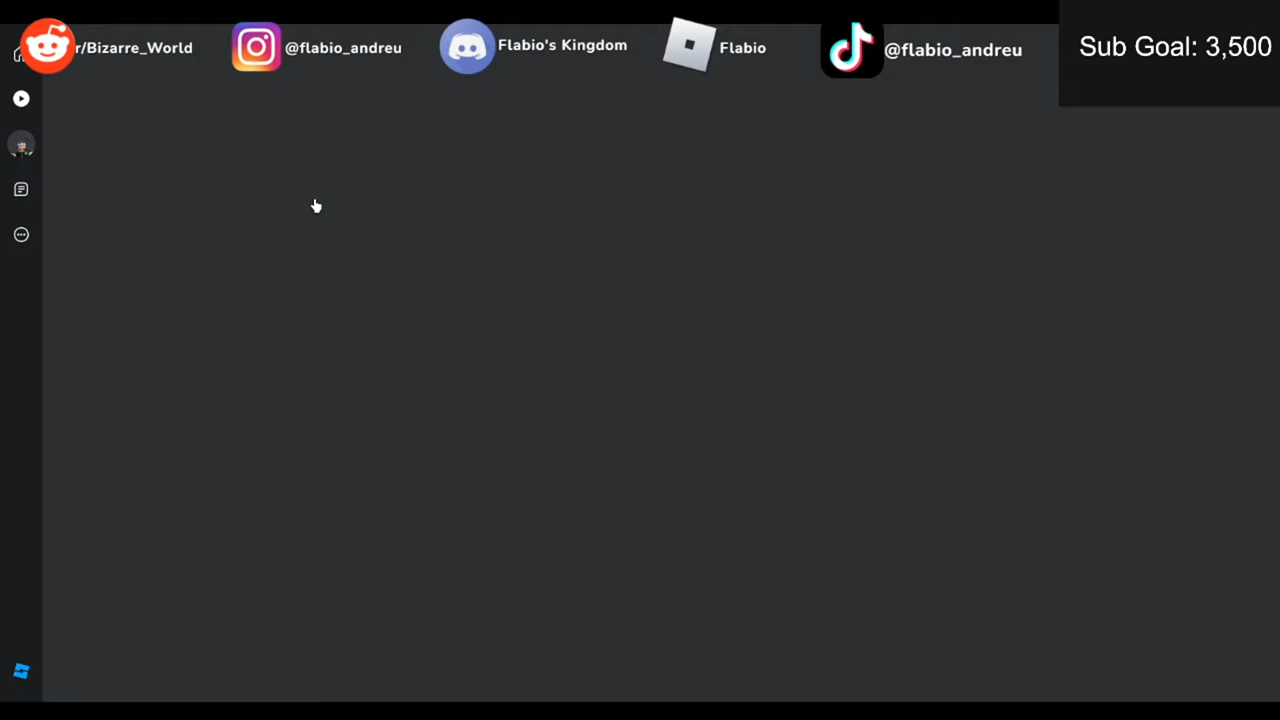 r/Bizarre_World
@flabio_andreu
Flabio's Kingdom
Flabio
@flabio_andreu
Sub Goal: 3,500